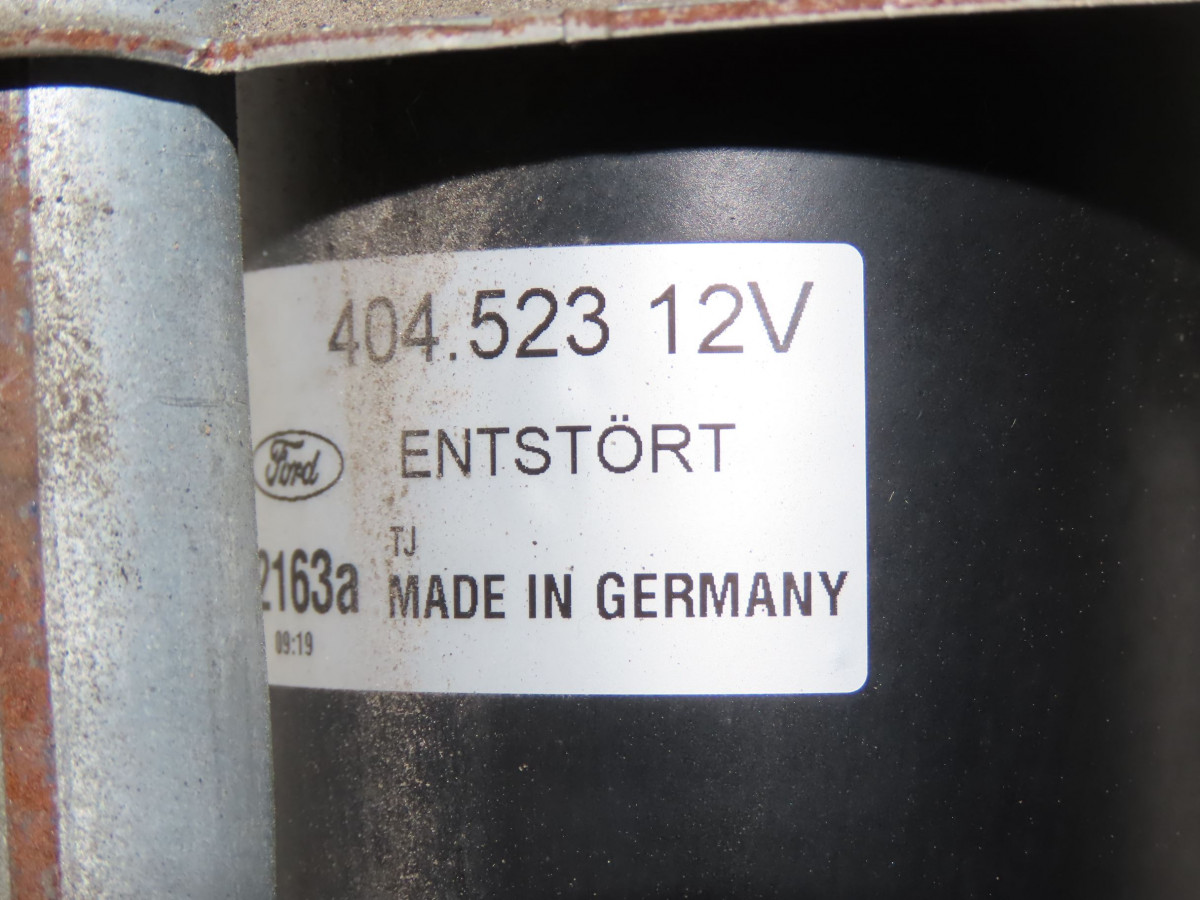 404.523 12V
Ford ENTSTÖRT
TJ
2163a MADE IN GERMANY
09:19